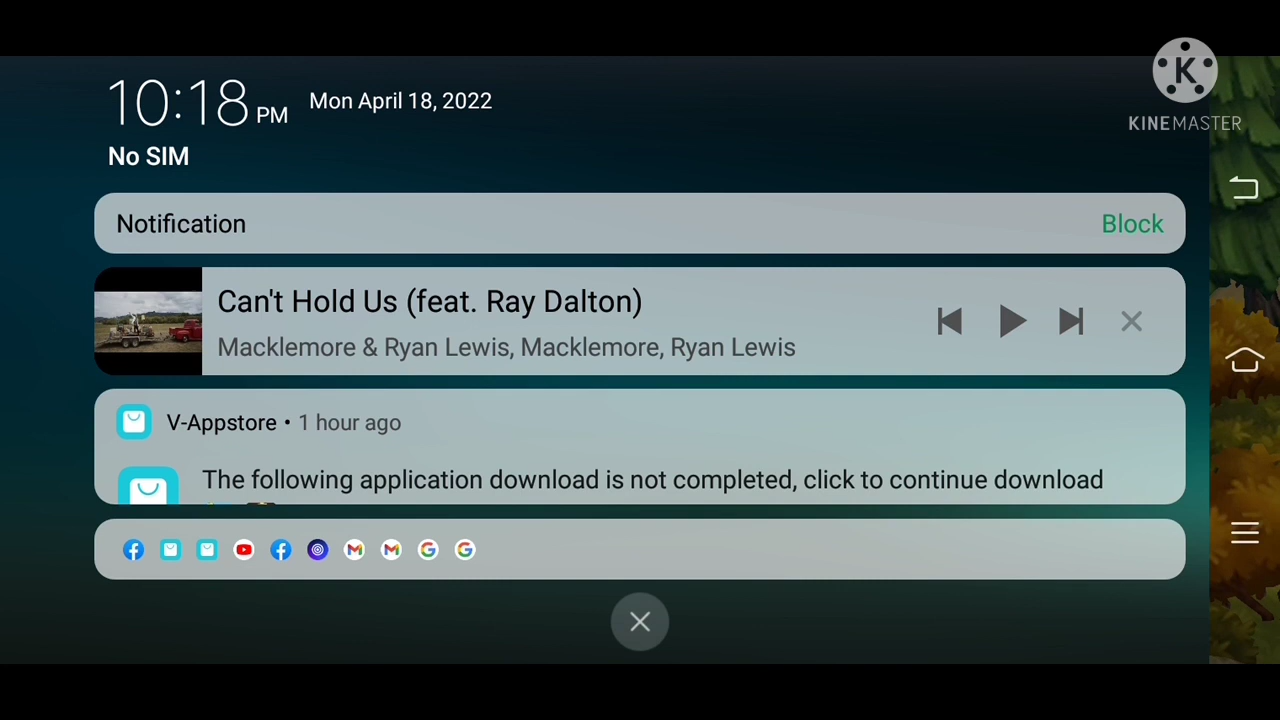 10:18 PM Mon April 18, 2022
K
KINEMASTER
No SIM
Notification Block
Can't Hold Us (feat. Ray Dalton)
Macklemore & Ryan Lewis, Macklemore, Ryan Lewis
V-Appstore • 1 hour ago
The following application download is not completed, click to continue download